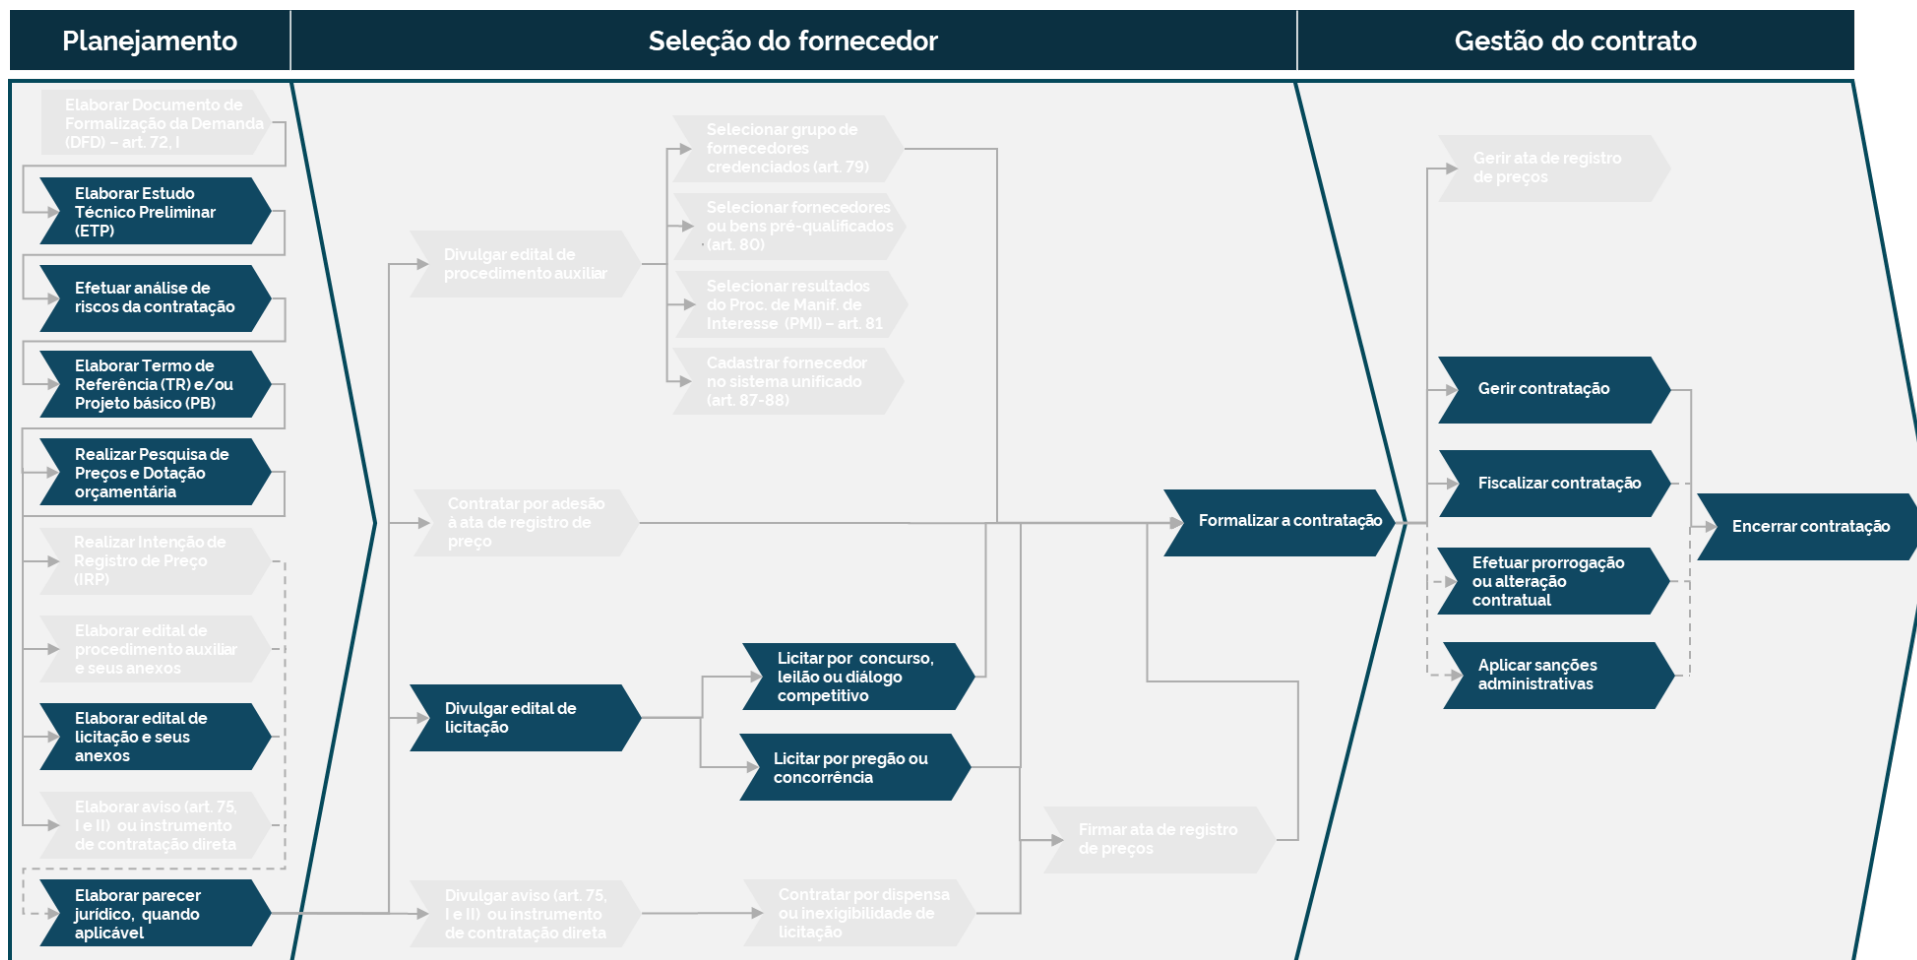 Planejamento
Seleção do fornecedor
Gestão do contrato
Elaborar Documento de
Formalização da Demanda
(DFD) – art. 72, I
Elaborar Estudo
Técnico Preliminar
(ETP)
Efetuar análise de
riscos da contratação
Elaborar Termo de
Referência (TR) e/ou
Projeto básico (PB)
Realizar Pesquisa de
Preços e Dotação
orçamentária
Realizar Intenção de
Registro de Preço
(IRP)
Elaborar edital de
procedimento auxiliar
e seus anexos
Elaborar edital de
licitação e seus
anexos
Elaborar aviso (art. 75,
I e II) ou instrumento
de contratação direta
Elaborar parecer
jurídico, quando
aplicável
Divulgar edital de
procedimento auxiliar
Selecionar grupo de
fornecedores
credenciados (art. 79)
Selecionar fornecedores
ou bens pré-qualificados
(art. 80)
Selecionar resultados
do Proc. de Manif. de
Interesse (PMI) – art. 81
Cadastrar fornecedor
no sistema unificado
(art. 87-88)
Contratar por adesão
à ata de registro de
preço
Divulgar edital de
licitação
Licitar por concurso,
leilão ou diálogo
competitivo
Licitar por pregão ou
concorrência
Divulgar aviso (art. 75,
I e II) ou instrumento
de contratação direta
Contratar por dispensa
ou inexigibilidade de
licitação
Firmar ata de registro
de preços
Formalizar a contratação
Gerir ata de registro
de preços
Gerir contratação
Fiscalizar contratação
Efetuar prorrogação
ou alteração
contratual
Aplicar sanções
administrativas
Encerrar contratação